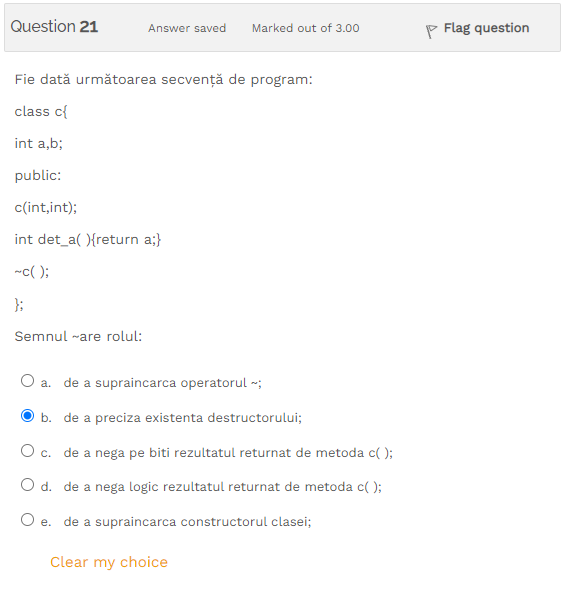 Question 21 Answer saved Marked out of 3.00 Flag question
Fie dată următoarea secvență de program:
class c{
int a,b;
public:
c(int,int);
int det_a( ){return a;}
~c( );
};
Semnul ~are rolul:
a. de a supraincarca operatorul ~;
b. de a preciza existenta destructorului;
c. de a nega pe biti rezultatul returnat de metoda c( );
d. de a nega logic rezultatul returnat de metoda c( );
e. de a supraincarca constructorul clasei;
Clear my choice